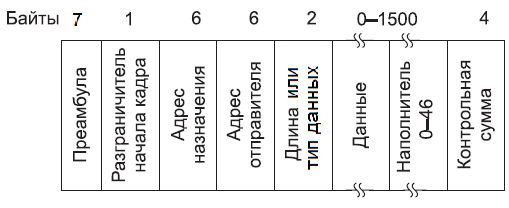 Байты 7 1 6 6 2 0–1500 4
Преамбула
Разграничитель
начала кадра
Адрес
назначения
Адрес
отправителя
Длина или
тип данных
Данные
Наполнитель
0–46
Контрольная
сумма